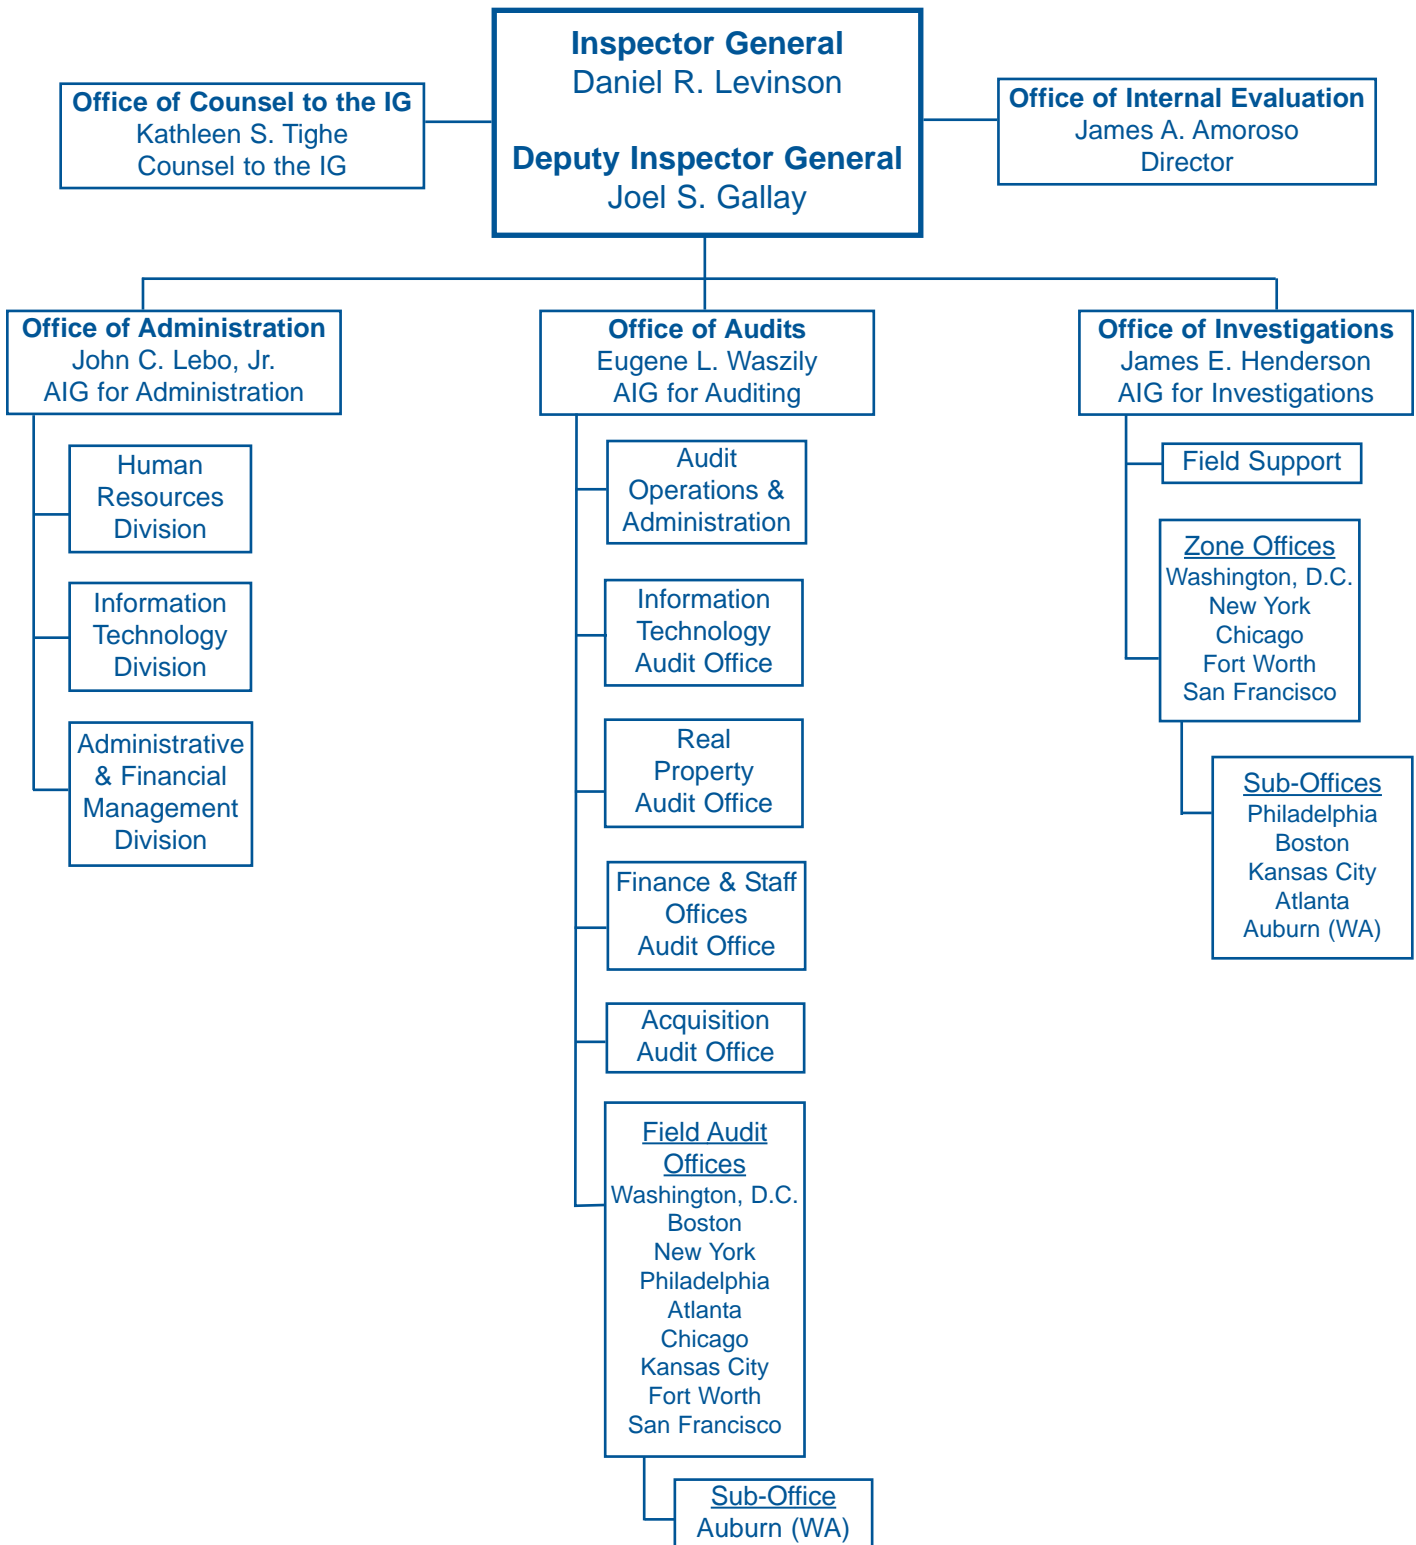 Inspector General
Daniel R. Levinson
Deputy Inspector General
Joel S. Gallay
Office of Counsel to the IG
Kathleen S. Tighe
Counsel to the IG
Office of Internal Evaluation
James A. Amoroso
Director
Office of Administration
John C. Lebo, Jr.
AIG for Administration
Human
Resources
Division
Information
Technology
Division
Administrative
& Financial
Management
Division
Office of Audits
Eugene L. Waszily
AIG for Auditing
Audit
Operations &
Administration
Information
Technology
Audit Office
Real
Property
Audit Office
Finance & Staff
Offices
Audit Office
Acquisition
Audit Office
Field Audit
Offices
Washington, D.C.
Boston
New York
Philadelphia
Atlanta
Chicago
Kansas City
Fort Worth
San Francisco
Sub-Office
Auburn (WA)
Office of Investigations
James E. Henderson
AIG for Investigations
Field Support
Zone Offices
Washington, D.C.
New York
Chicago
Fort Worth
San Francisco
Sub-Offices
Philadelphia
Boston
Kansas City
Atlanta
Auburn (WA)